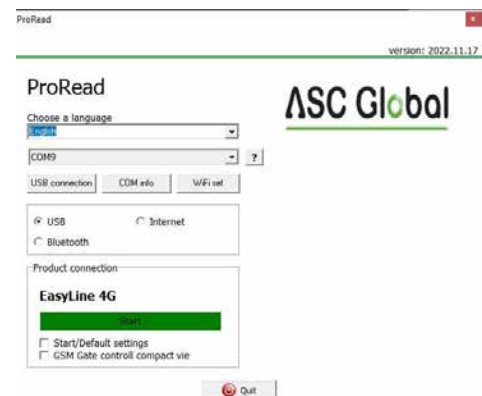 ProRead
version: 2022.11.17
ProRead
ASC Global
Choose a language
English
COM9
?
USB connection COM info WiFi set
USB Internet
Bluetooth
Product connection
EasyLine 4G
Start
Start/Default settings
GSM Gate controll compact vie
Quit